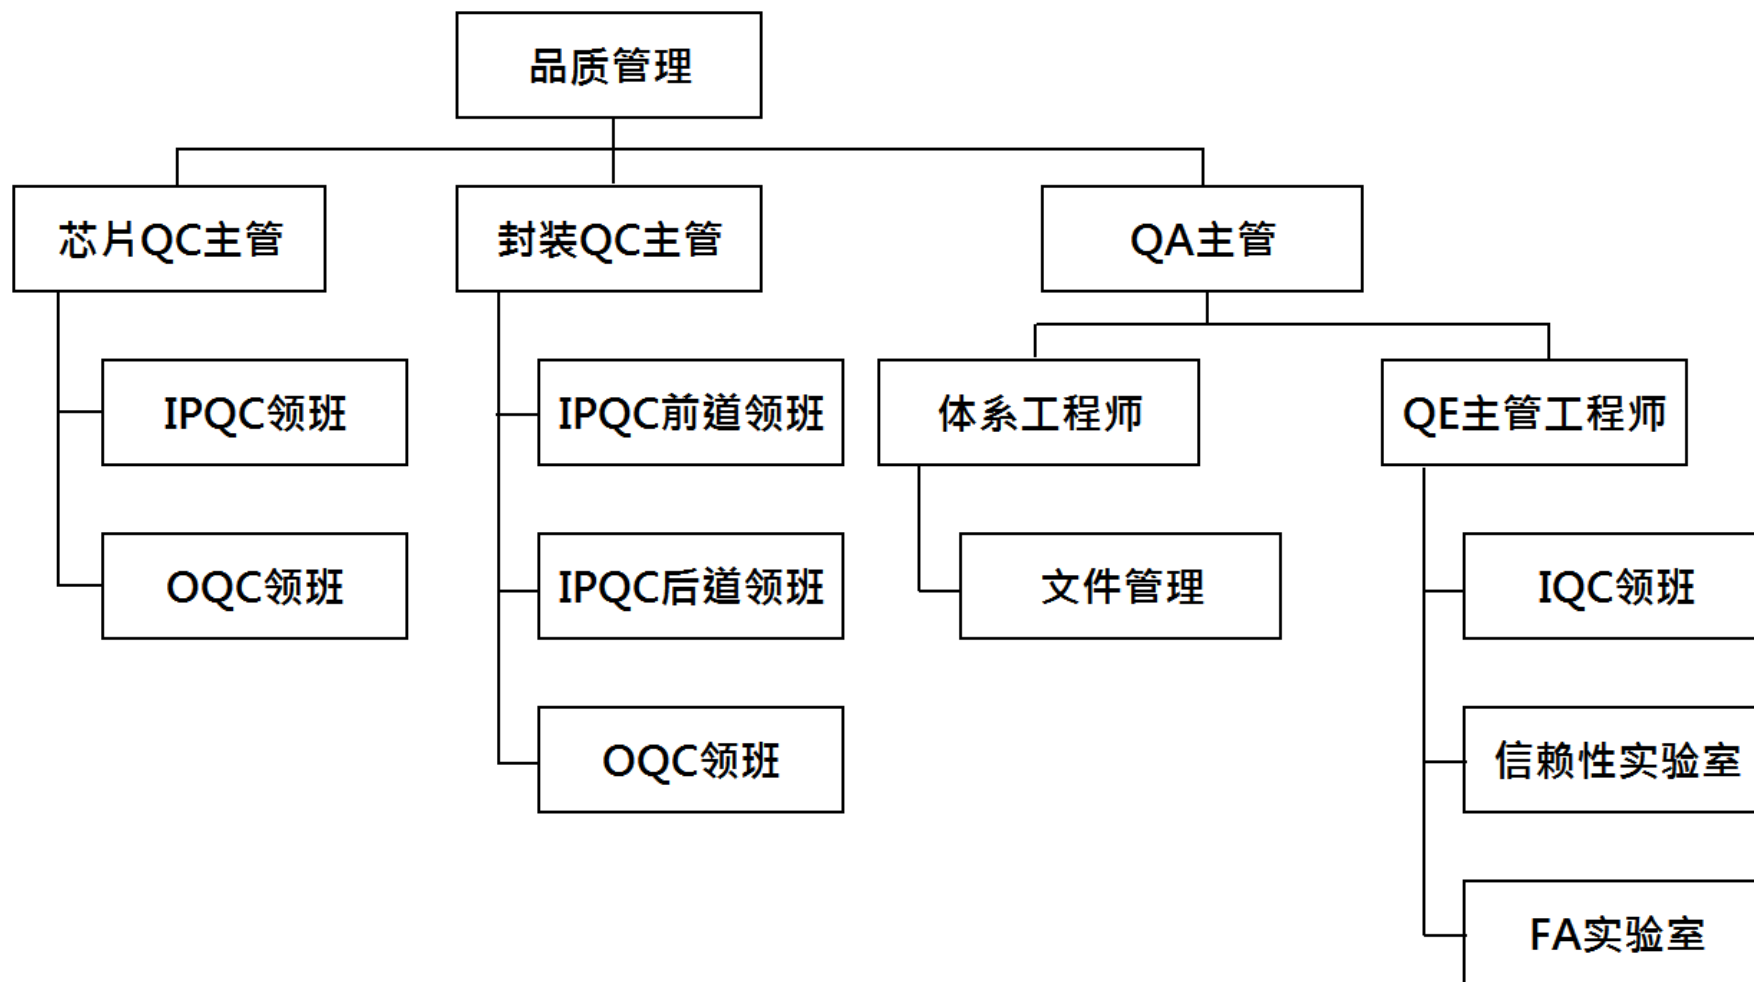 品质管理
芯片QC主管
封装QC主管
QA主管
IPQC领班
IPQC前道领班
体系工程师
QE主管工程师
OQC领班
IPQC后道领班
文件管理
IQC领班
OQC领班
信赖性实验室
FA实验室